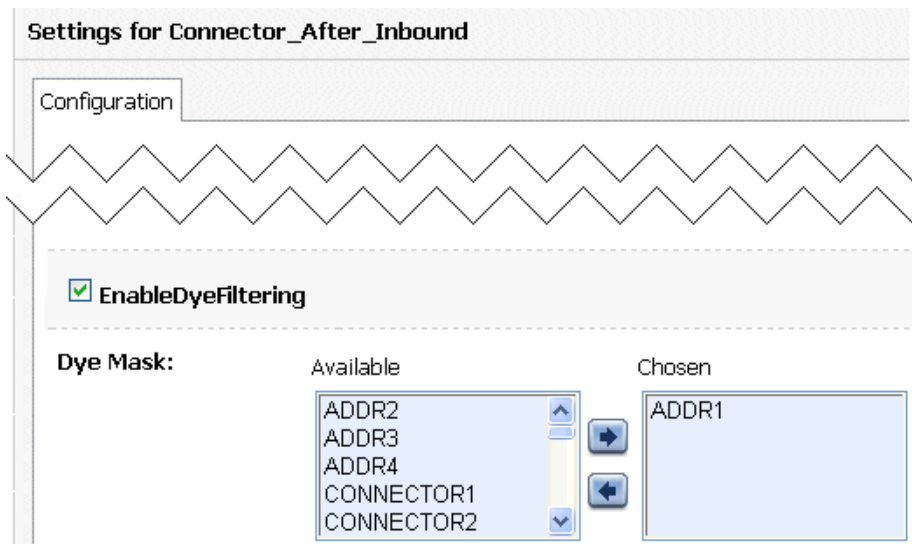 Settings for Connector_After_Inbound
Configuration
EnableDyeFiltering
Dye Mask:
Available
Chosen
ADDR2
ADDR3
ADDR4
CONNECTOR1
CONNECTOR2
ADDR1